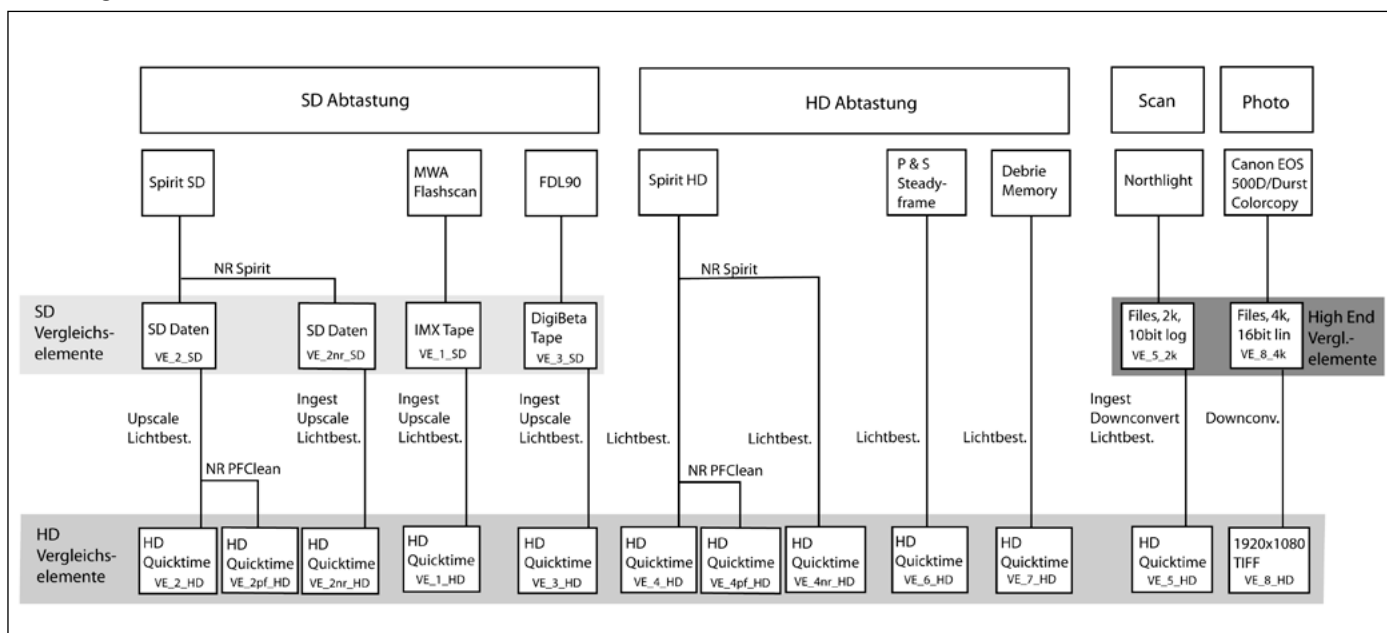 SD Abtastung
HD Abtastung
Scan
Photo
Spirit SD
MWA
Flashscan
FDL90
Spirit HD
P & S
Steady-
frame
Debrie
Memory
Northlight
Canon EOS
500D/Durst
Colorcopy
NR Spirit
NR Spirit
SD
Vergleichs-
elemente
SD Daten
VE_2_SD
SD Daten
VE_2nr_SD
IMX Tape
VE_1_SD
DigiBeta
Tape
VE_3_SD
Files, 2k,
10bit log
VE_5_2k
Files, 4k,
16bit lin
VE_8_4k
High End
Vergl.-
elemente
Upscale
Lichtbest.
Ingest
Upscale
Lichtbest.
Ingest
Upscale
Lichtbest.
Ingest
Upscale
Lichtbest.
Lichtbest.
Lichtbest.
Lichtbest.
Lichtbest.
Ingest
Downconvert
Lichtbest.
Downconv.
NR PFClean
NR PFClean
HD
Vergleichs-
elemente
HD
Quicktime
VE_2_HD
HD
Quicktime
VE_2pf_HD
HD
Quicktime
VE_2nr_HD
HD
Quicktime
VE_1_HD
HD
Quicktime
VE_3_HD
HD
Quicktime
VE_4_HD
HD
Quicktime
VE_4pf_HD
HD
Quicktime
VE_4nr_HD
HD
Quicktime
VE_6_HD
HD
Quicktime
VE_7_HD
HD
Quicktime
VE_5_HD
1920x1080
TIFF
VE_8_HD